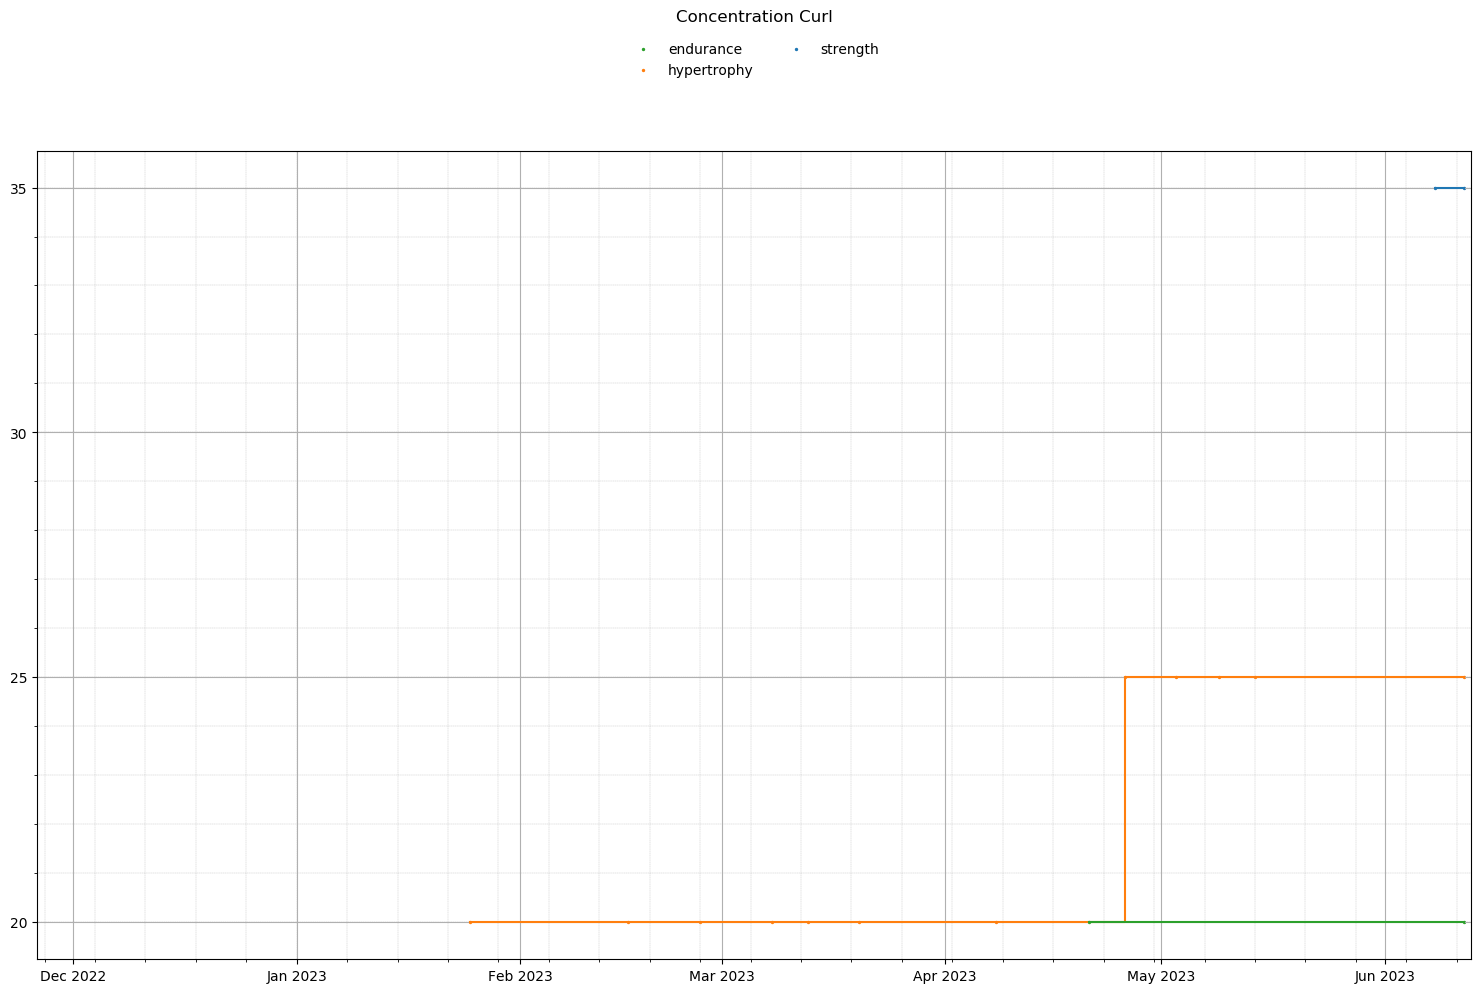 Concentration Curl
endurance strength
hypertrophy
35
30
25
20
Dec 2022 Jan 2023 Feb 2023 Mar 2023 Apr 2023 May 2023 Jun 2023